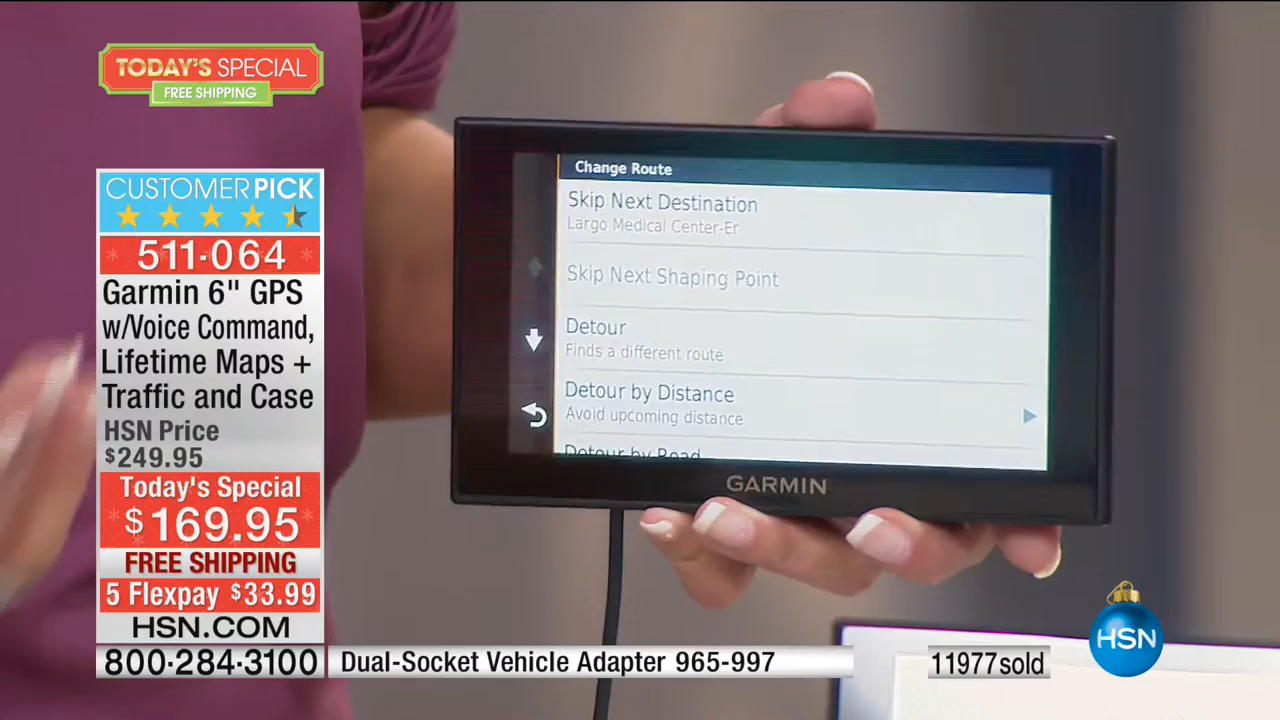 TODAY'S SPECIAL
FREE SHIPPING
CUSTOMER PICK
511-064
Garmin 6" GPS
w/Voice Command,
Lifetime Maps +
Traffic and Case
HSN Price
$249.95
Today's Special
$169.95
FREE SHIPPING
5 Flexpay $33.99
HSN.COM
800-284-3100
Dual-Socket Vehicle Adapter 965-997
11977sold
HSN
Change Route
Skip Next Destination
Largo Medical Center-Er
Skip Next Shaping Point
Detour
Finds a different route
Detour by Distance
Avoid upcoming distance
Detour by Road
GARMIN